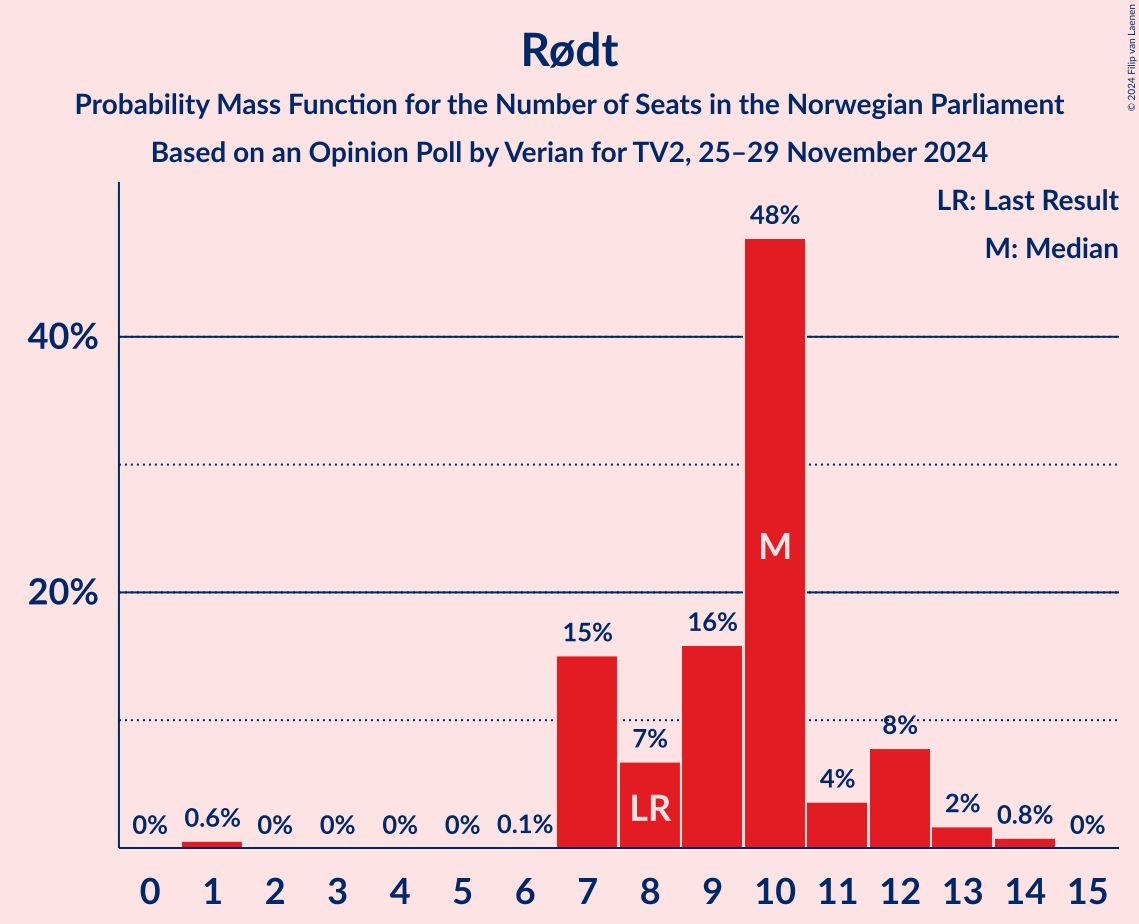 Rødt
Probability Mass Function for the Number of Seats in the Norwegian Parliament
Based on an Opinion Poll by Verian for TV2, 25–29 November 2024
© 2024 Filip van Laenen
LR: Last Result
M: Median
40%
20%
0%
0.6%
0%
0%
0%
0%
0.1%
15%
7%
16%
48%
4%
8%
2%
0.8%
0%
LR
M
0 1 2 3 4 5 6 7 8 9 10 11 12 13 14 15